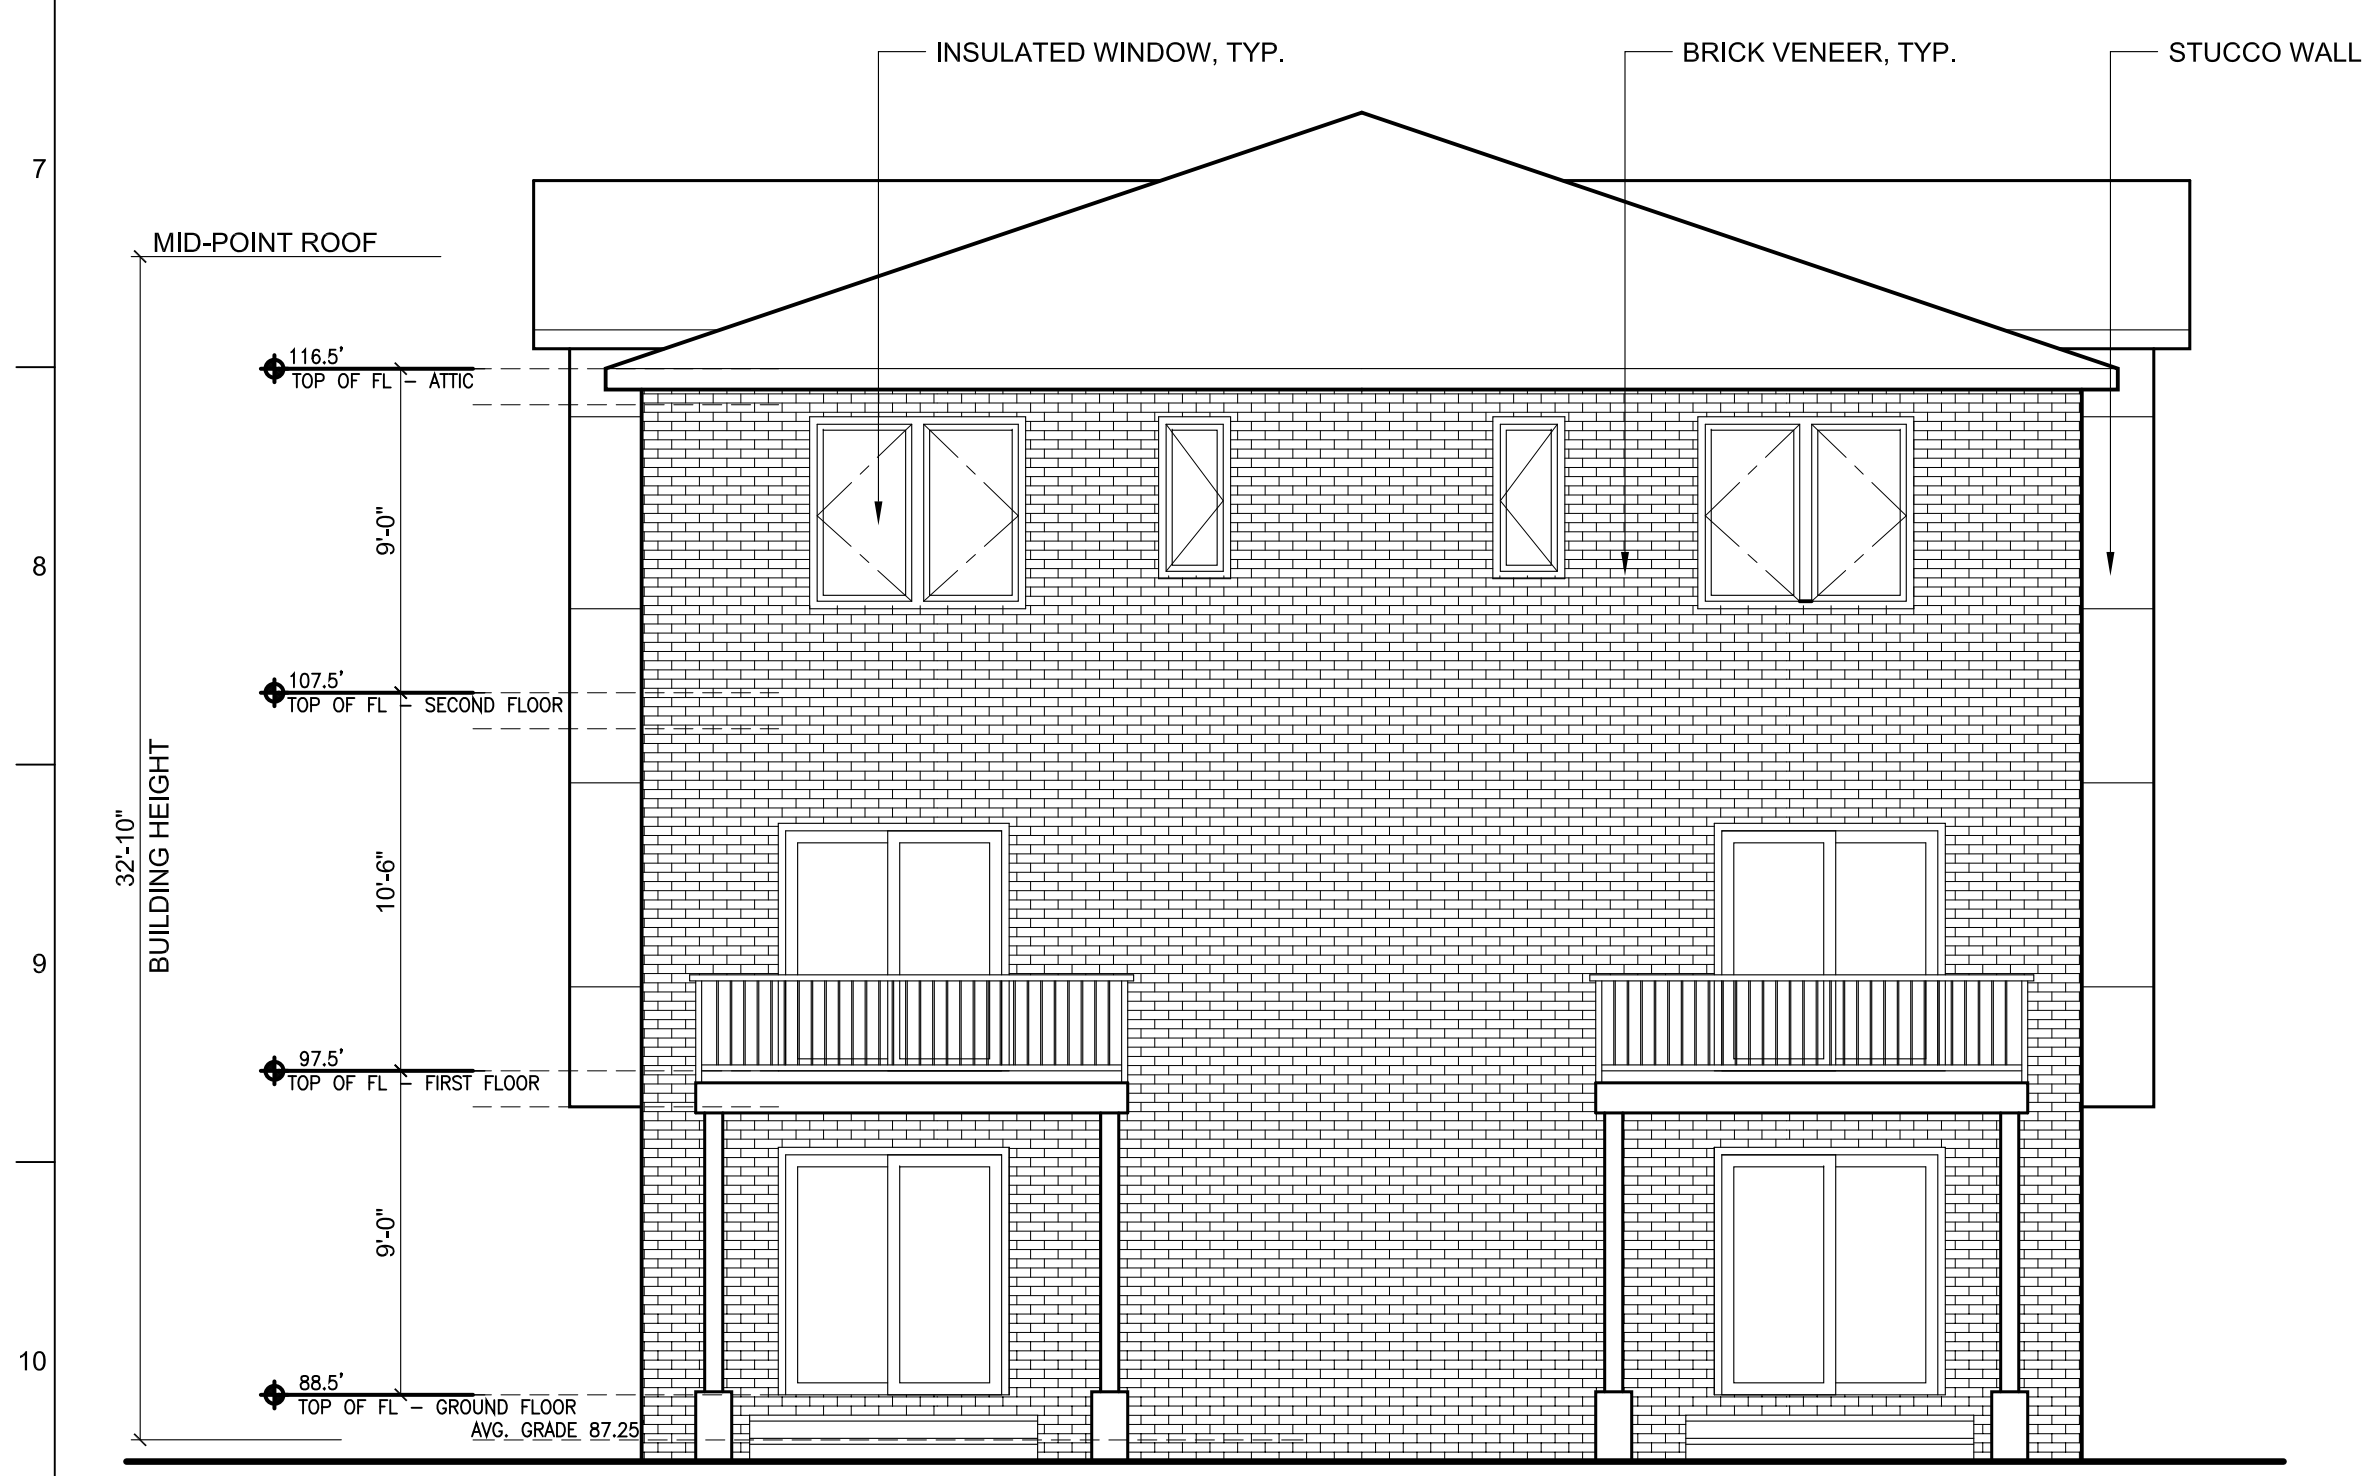 INSULATED WINDOW, TYP.
BRICK VENEER, TYP.
STUCCO WALL
7
MID-POINT ROOF
116.5'
TOP OF FL - ATTIC
9'-0"
8
107.5'
TOP OF FL - SECOND FLOOR
32'-10"
BUILDING HEIGHT
10'-6"
9
97.5'
TOP OF FL - FIRST FLOOR
9'-0"
10
88.5'
TOP OF FL - GROUND FLOOR
AVG. GRADE 87.25